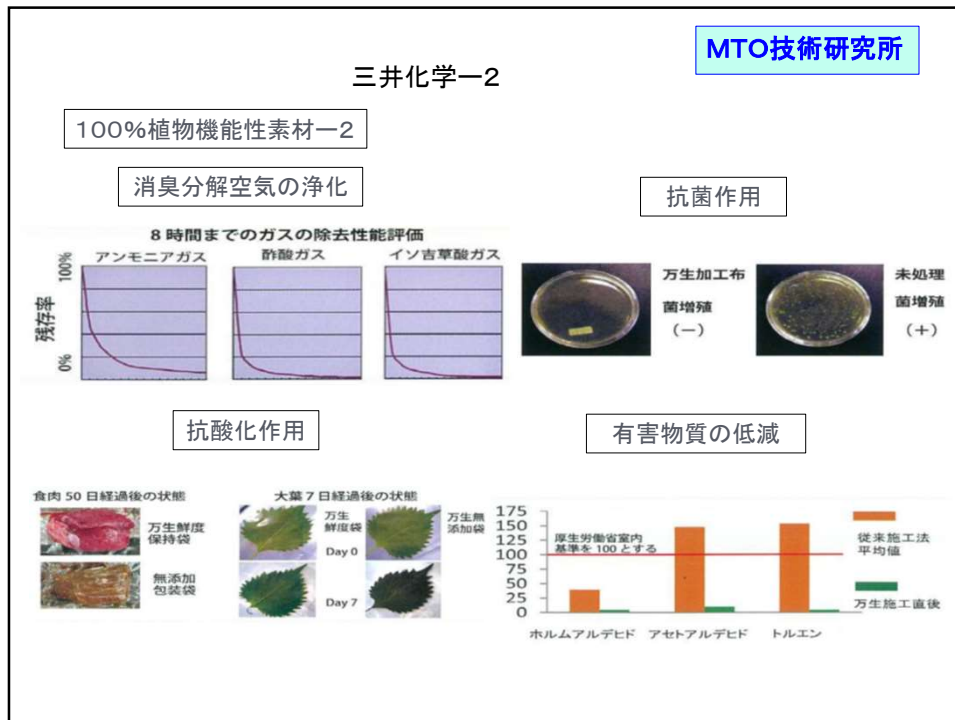 MTO技術研究所
三井化学ー2
100%植物機能性素材ー2
消臭分解空気の浄化
抗菌作用
8時間までのガスの除去性能評価
アンモニアガス
酢酸ガス
イソ吉草酸ガス
100%
残存率
0%
万生加工布
菌増殖
(−)
未処理
菌増殖
(+)
抗酸化作用
有害物質の低減
食肉50日経過後の状態
万生鮮度
保持袋
無添加
包装袋
大葉7日経過後の状態
万生
鮮度袋
Day 0
万生無
添加袋
Day 7
175
150
125
100
75
50
25
0
厚生労働省室内
基準を100とする
従来施工法
平均値
万生施工直後
ホルムアルデヒド
アセトアルデヒド
トルエン